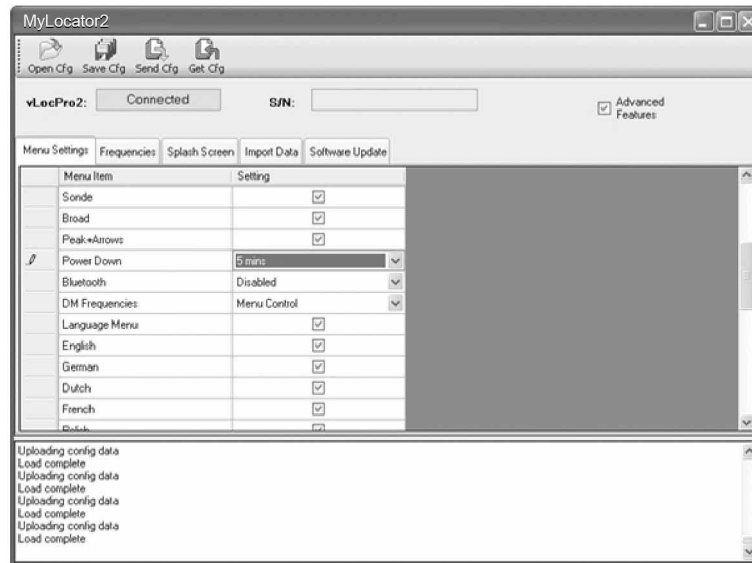 MyLocator2
Open Cfg Save Cfg Send Cfg Get Cfg
vLocPro2: Connected S/N: Advanced Features
Menu Settings Frequencies Splash Screen Import Data Software Update
Menu Item Setting
Sonde
Broad
Peak+Arrows
Power Down 5 mins
Bluetooth Disabled
DM Frequencies Menu Control
Language Menu
English
German
Dutch
French
Polish
Uploading config data
Load complete
Uploading config data
Load complete
Uploading config data
Load complete
Uploading config data
Load complete